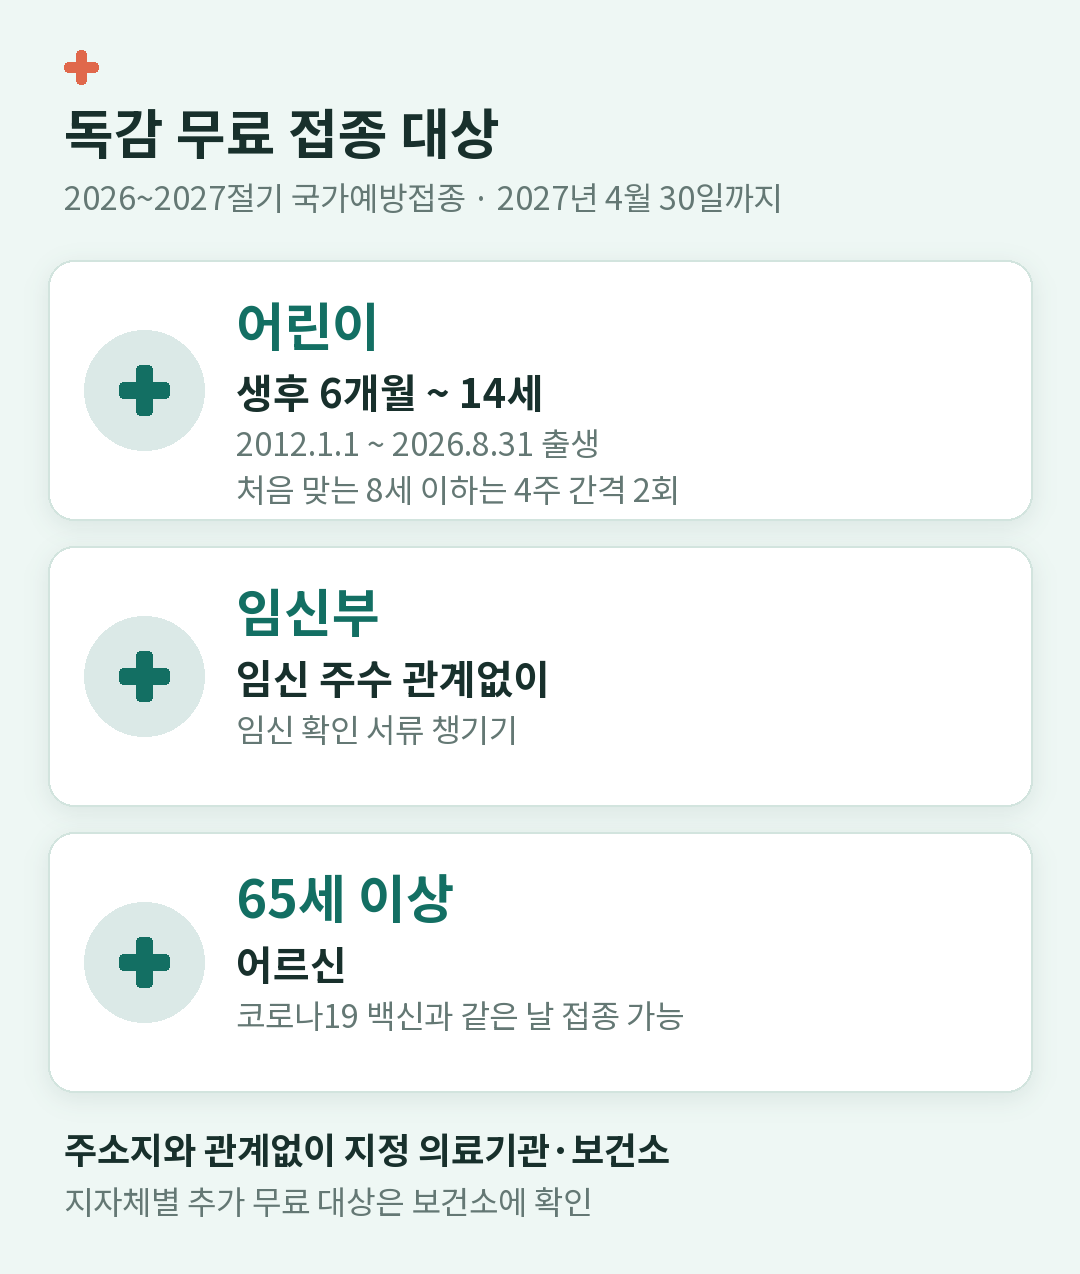 독감 무료 접종 대상
2026~2027절기 국가예방접종 · 2027년 4월 30일까지
어린이
생후 6개월 ~ 14세
2012.1.1 ~ 2026.8.31 출생
처음 맞는 8세 이하는 4주 간격 2회
임신부
임신 주수 관계없이
임신 확인 서류 챙기기
65세 이상
어르신
코로나19 백신과 같은 날 접종 가능
주소지와 관계없이 지정 의료기관·보건소
지자체별 추가 무료 대상은 보건소에 확인